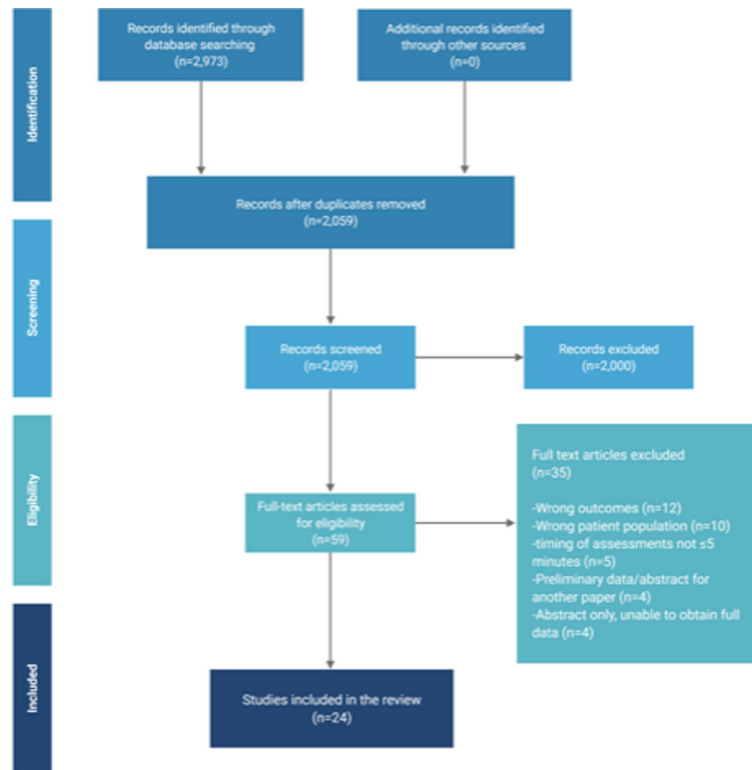 Identification
Records identified through
database searching
(n=2,973)
Additional records identified
through other sources
(n=0)
Records after duplicates removed
(n=2,059)
Screening
Records screened
(n=2,059)
Records excluded
(n=2,000)
Eligibility
Full-text articles assessed
for eligibility
(n=59)
Full text articles excluded
(n=35)
-Wrong outcomes (n=12)
-Wrong patient population (n=10)
-timing of assessments not ≤5
minutes (n=5)
-Preliminary data/abstract for
another paper (n=4)
-Abstract only, unable to obtain full
data (n=4)
Included
Studies included in the review
(n=24)